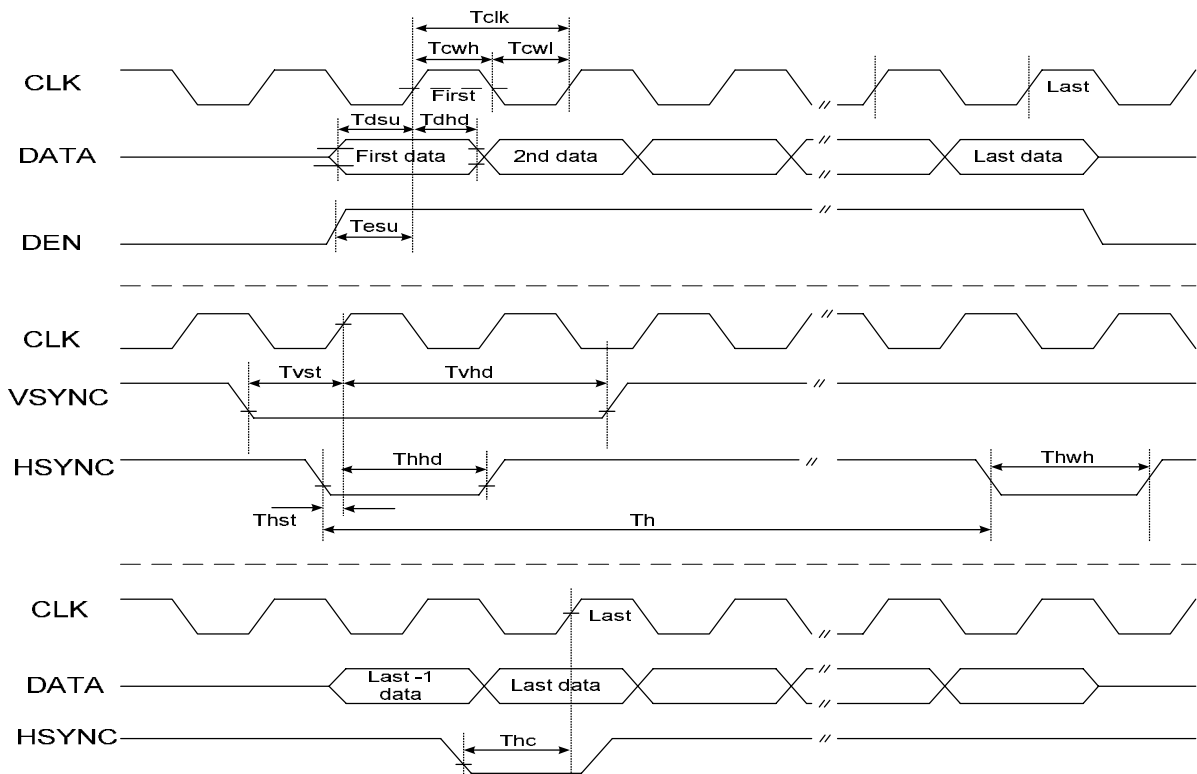 Tclk
Tcwh Tcwl
CLK First Last
Tdsu Tdhd
DATA First data 2nd data Last data
DEN Tesu
CLK
Tvst Tvhd
VSYNC
HSYNC Thhd Thwh
Thst Th
CLK Last
DATA Last -1 data Last data
HSYNC Thc